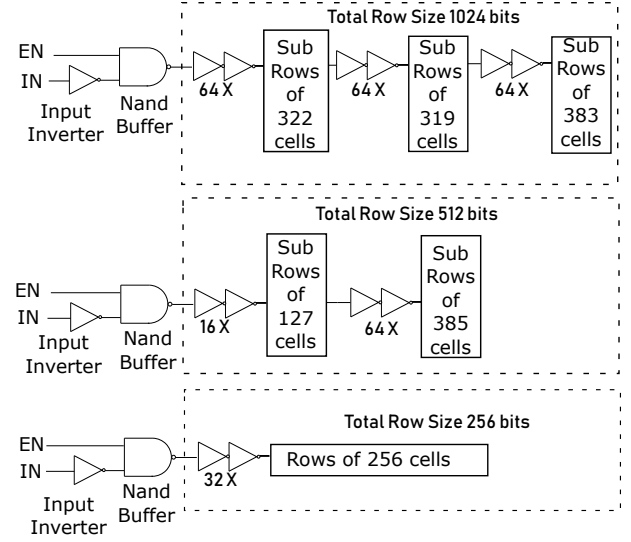 Total Row Size 1024 bits
EN
IN
Input
Inverter
Nand
Buffer
64 X
Sub
Rows
of
322
cells
64 X
Sub
Rows
of
319
cells
64 X
Sub
Rows
of
383
cells
Total Row Size 512 bits
EN
IN
Input
Inverter
Nand
Buffer
16 X
Sub
Rows
of
127
cells
64 X
Sub
Rows
of
385
cells
Total Row Size 256 bits
EN
IN
Input
Inverter
Nand
Buffer
32 X
Rows of 256 cells